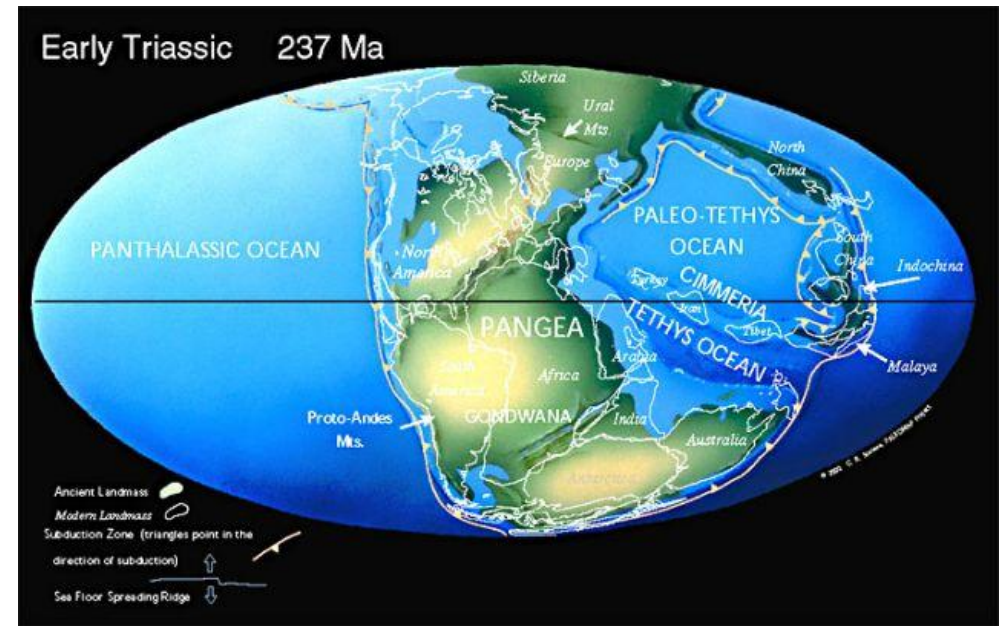 Early Triassic 237 Ma
Siberia
Ural
Mts.
Europe
North
China
PALEO-TETHYS
OCEAN
PANTHALASSIC OCEAN
North
America
South
China
Indochina
CIMMERIA
Turkey
Iran
Tibet
TETHYS OCEAN
PANGEA
Arabia
Malaya
South
America
Africa
Proto-Andes
Mts.
GONDWANA
India
Australia
Antarctica
Ancient Landmass
Modern Landmass
Subduction Zone (triangles point in the
direction of subduction)
Sea Floor Spreading Ridge